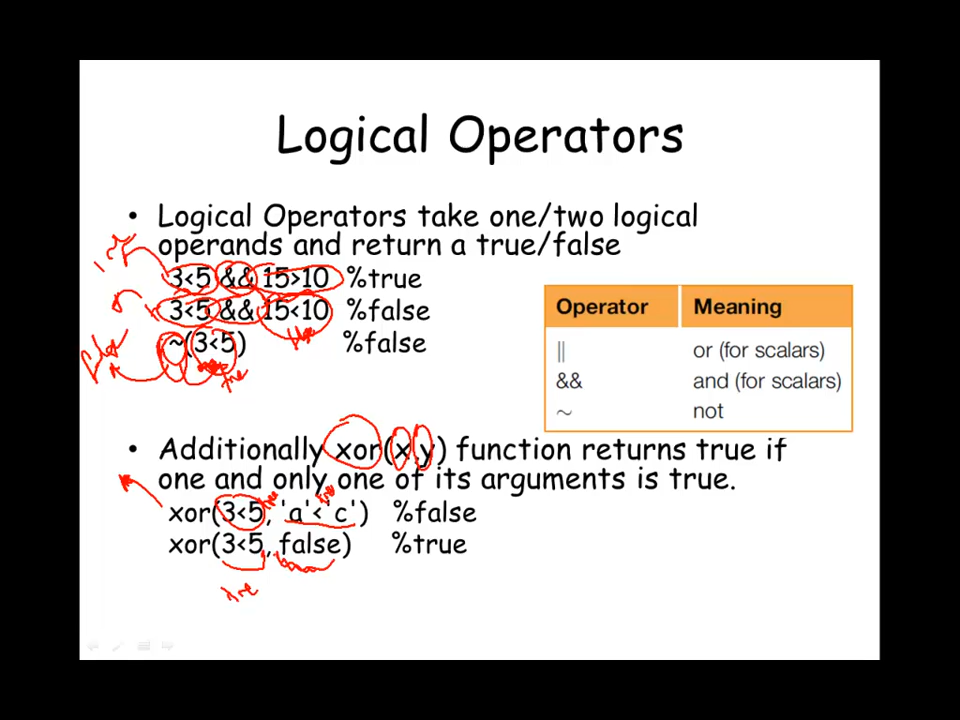 Logical Operators
• Logical Operators take one/two logical
operands and return a true/false
3<5 && 15>10 %true
3<5 && 15<10 %false
~(3<5) %false
Operator Meaning
|| or (for scalars)
&& and (for scalars)
~ not
• Additionally xor(x,y) function returns true if
one and only one of its arguments is true.
xor(3<5, 'a'<'c') %false
xor(3<5, false) %true